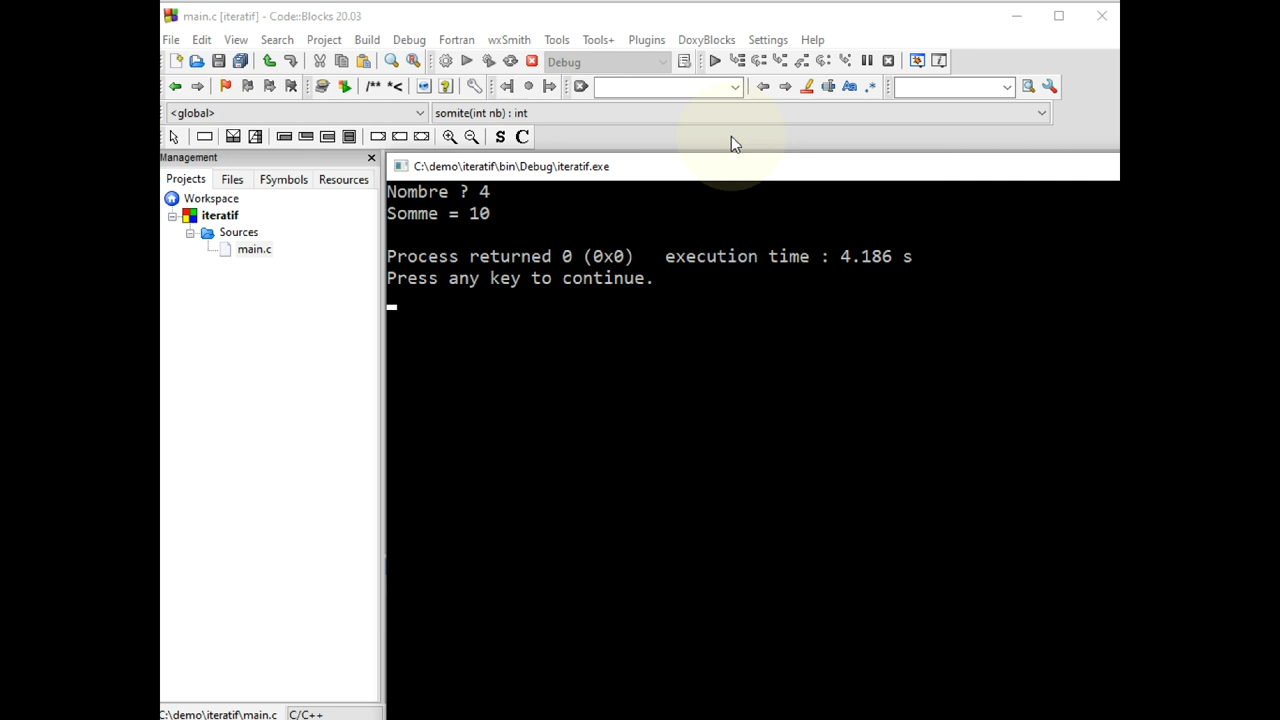 main.c [iteratif] - Code::Blocks 20.03
File Edit View Search Project Build Debug Fortran wxSmith Tools Tools+ Plugins DoxyBlocks Settings Help
Debug
/** *<
<global> somite(int nb) : int
S C
Management
C:\demo\iteratif\bin\Debug\iteratif.exe
Projects Files FSymbols Resources
Workspace
iteratif
Sources
main.c
Nombre ? 4
Somme = 10
Process returned 0 (0x0) execution time : 4.186 s
Press any key to continue.
C:\demo\iteratif\main.c C/C++